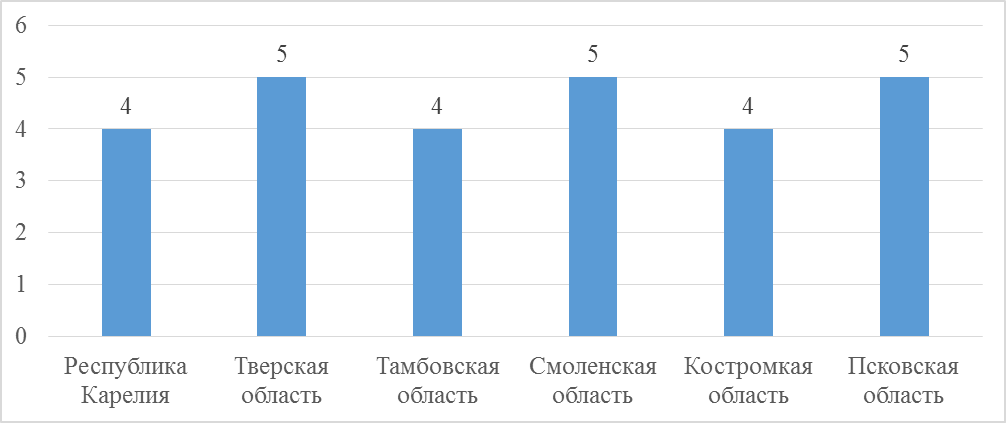 6
5
4
3
2
1
0
4
5
4
5
4
5
Республика
Карелия
Тверская
область
Тамбовская
область
Смоленская
область
Костромкая
область
Псковская
область